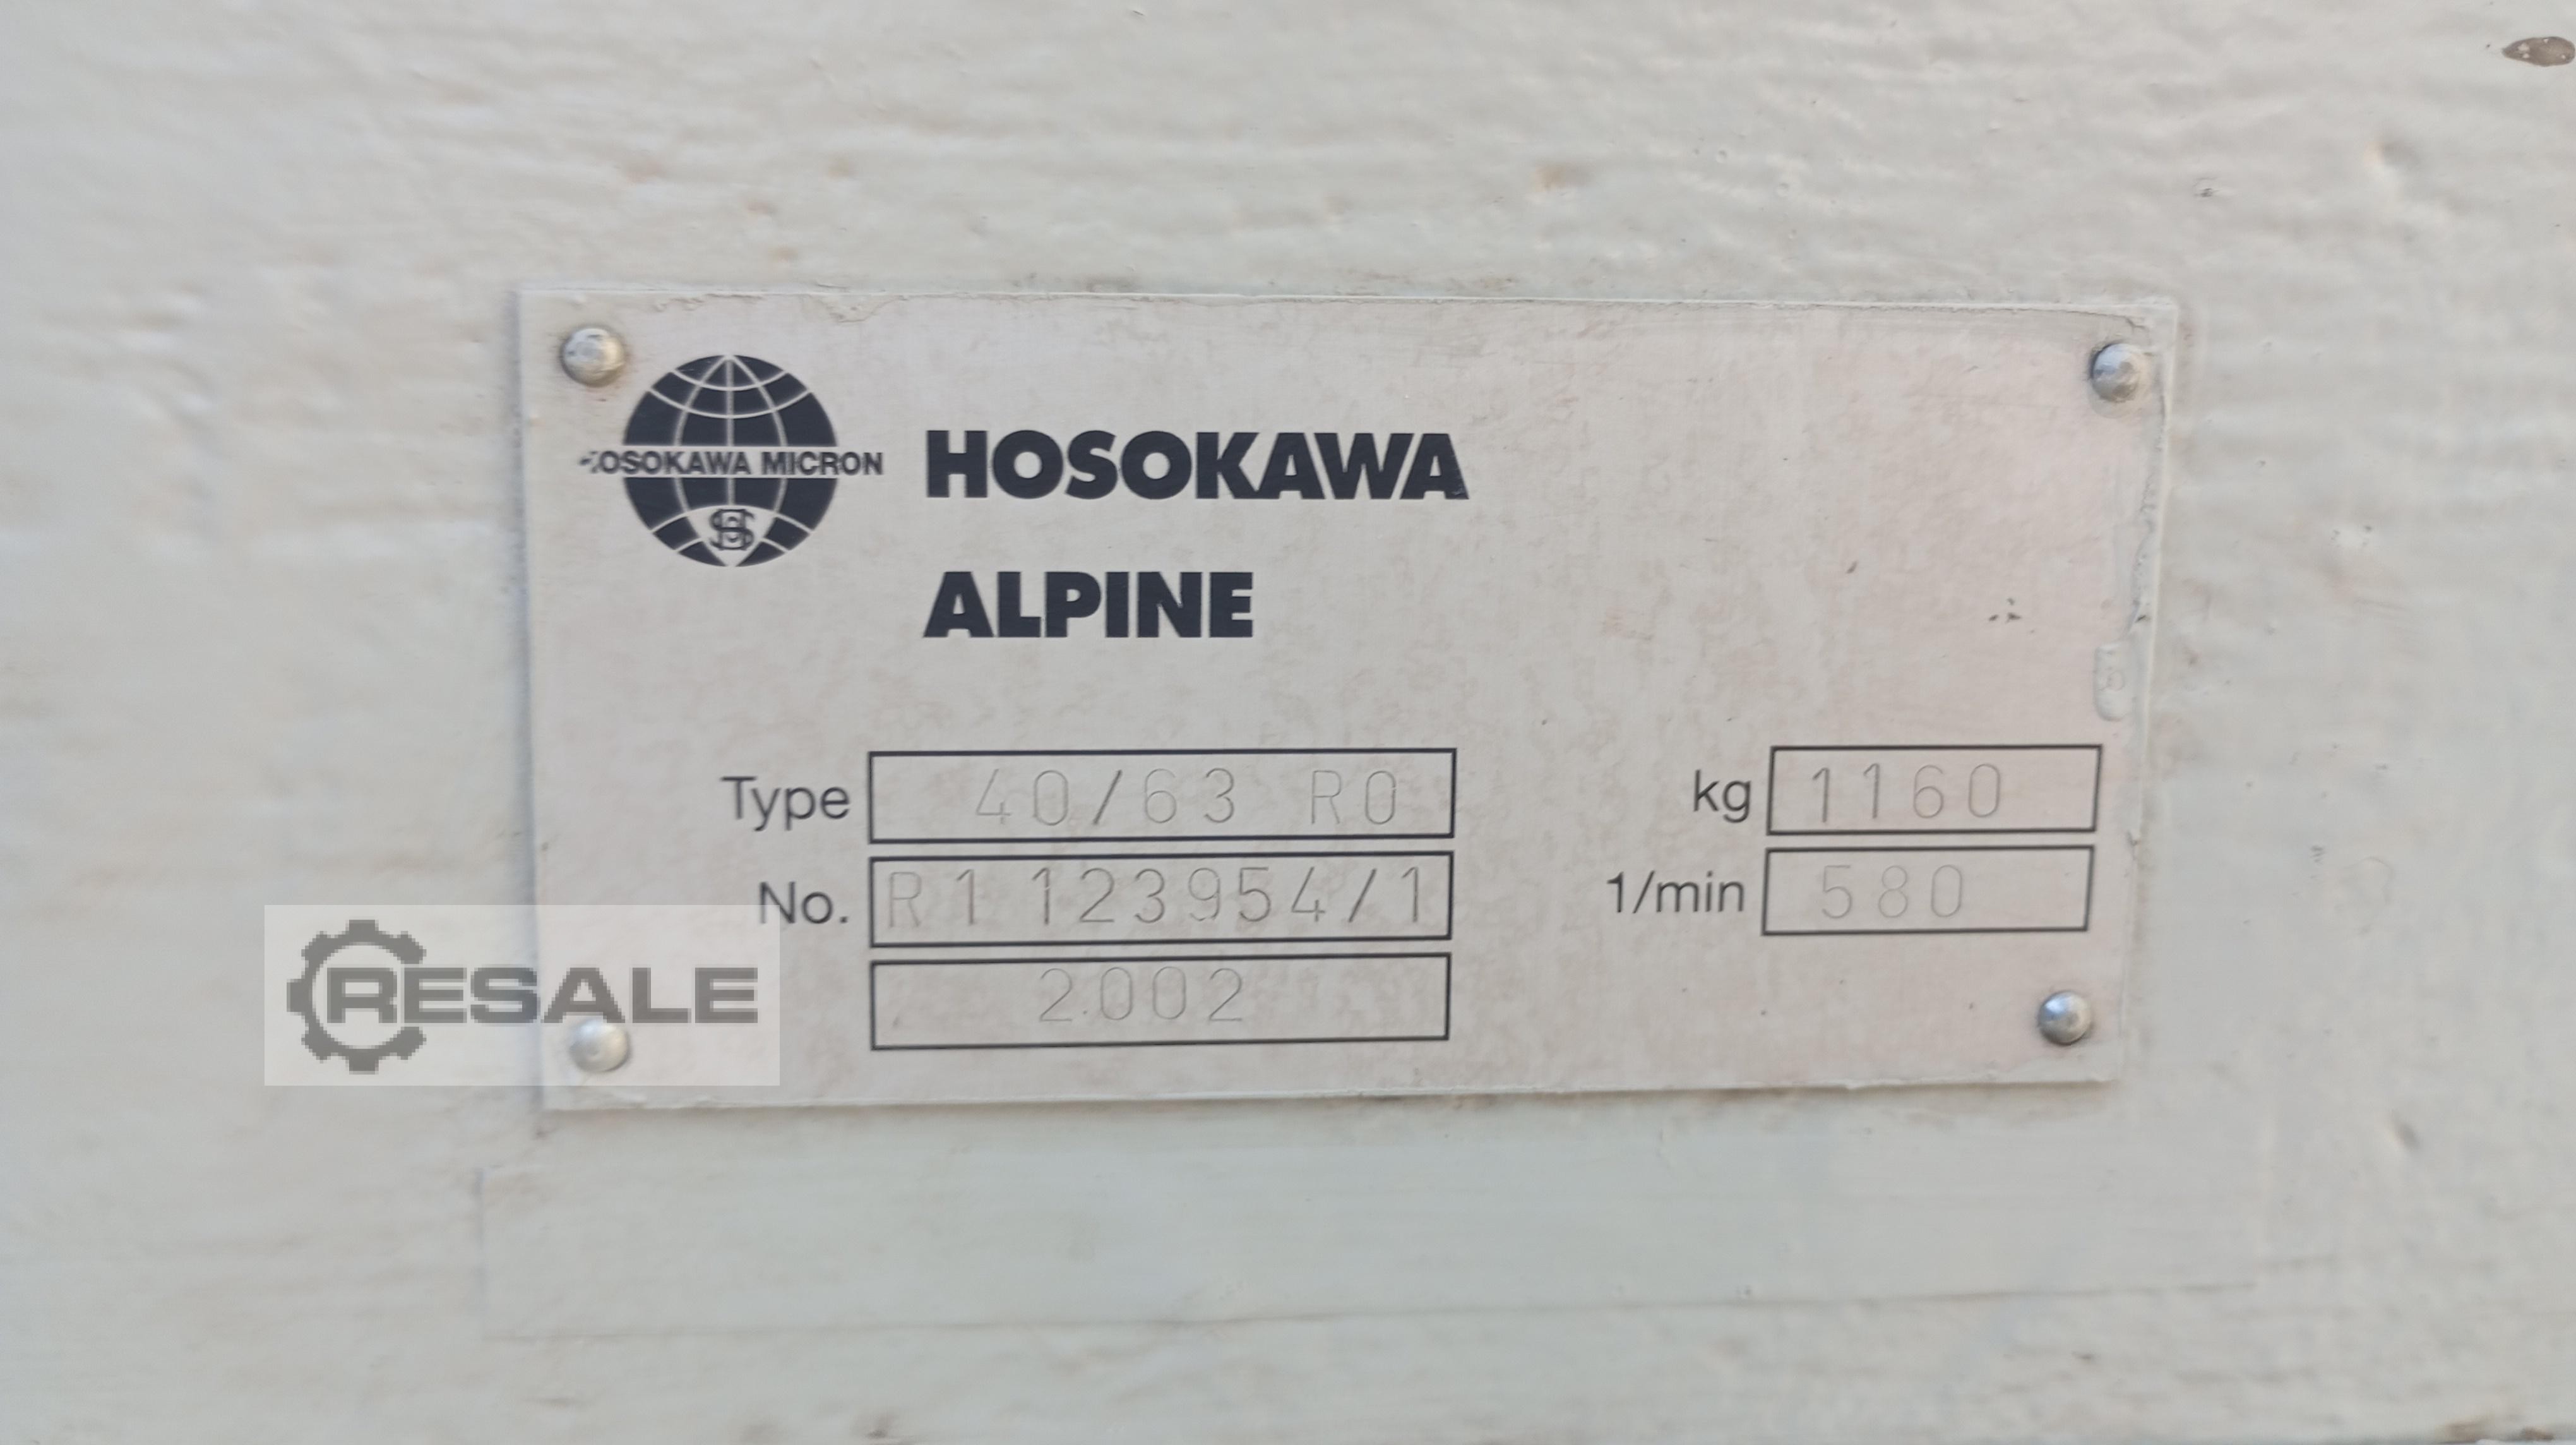 HOSOKAWA MICRON
HOSOKAWA
ALPINE
Type 40/63 RO
kg 1160
No. R1 123954/1
1/min 580
2002
RESALE